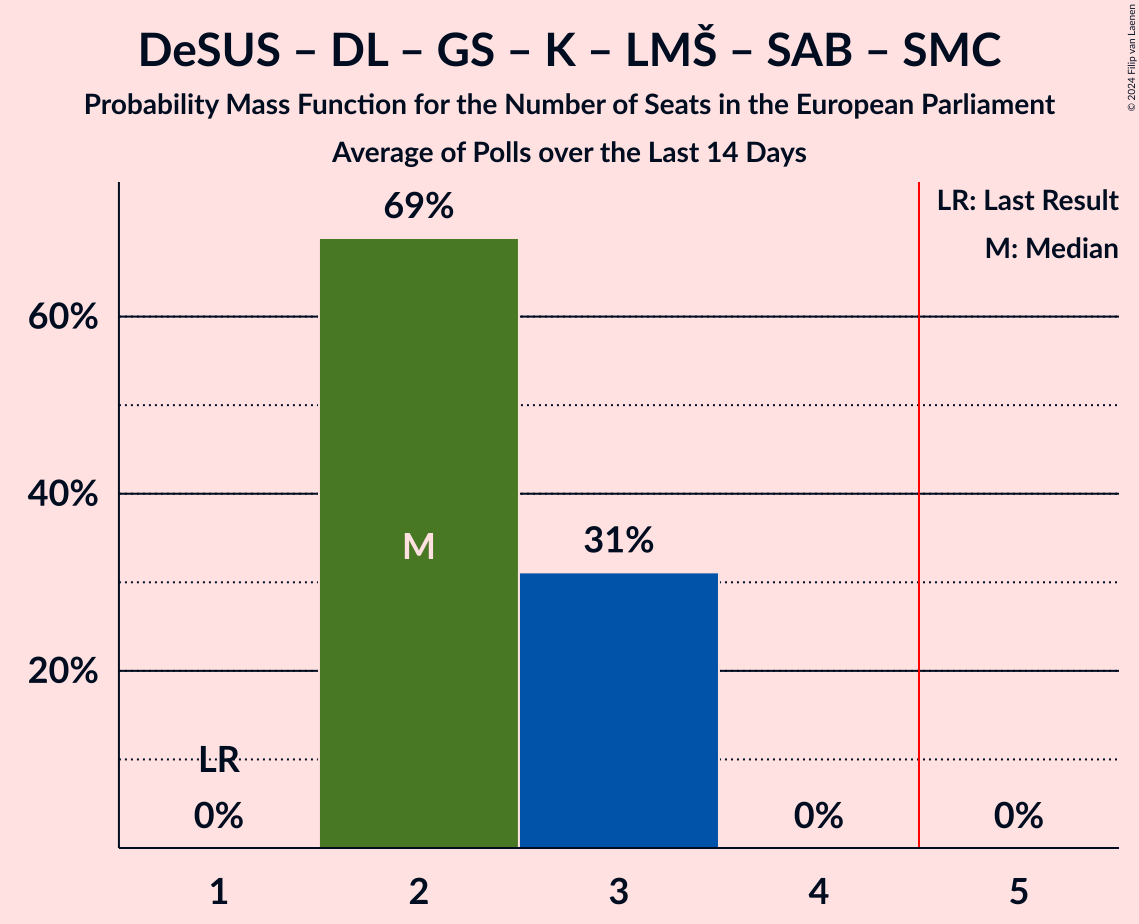 DeSUS – DL – GS – K – LMŠ – SAB – SMC
Probability Mass Function for the Number of Seats in the European Parliament
Average of Polls over the Last 14 Days
© 2024 Filip van Laenen
LR: Last Result
M: Median
69%
60%
40%
M
31%
20%
LR
0%
0%
0%
1
2
3
4
5